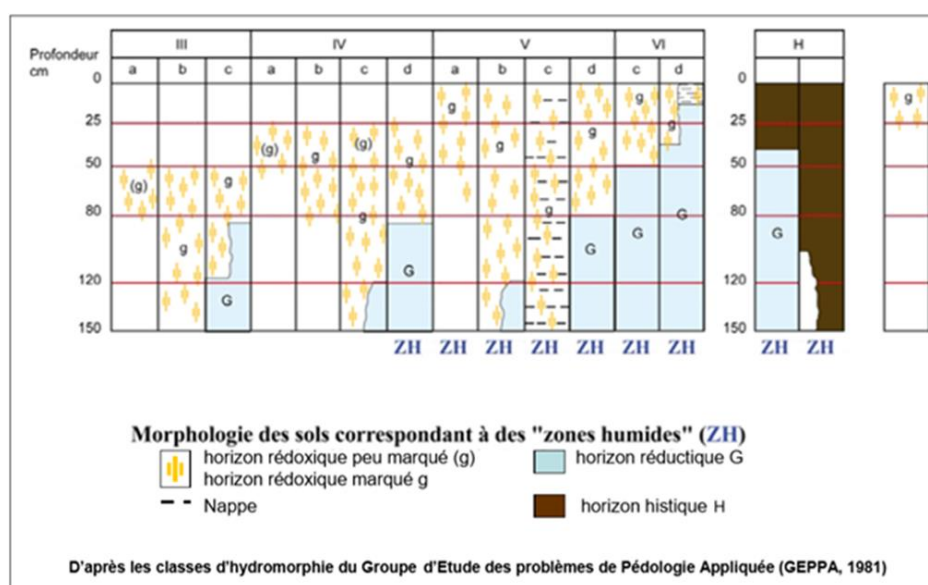 III IV V VI H
Profondeur
cm
a b c a b c d a b c d c d
0 0
g g g
25 25
g (g) g (g) g g g
50 50
(g) g g
80 g g G 80
g G G G G
120 G 120
150 150
ZH ZH ZH ZH ZH ZH ZH ZH ZH
Morphologie des sols correspondant à des "zones humides" (ZH)
horizon rédoxique peu marqué (g)
horizon rédoxique marqué g
horizon réductique G
Nappe
horizon histique H
D'après les classes d'hydromorphie du Groupe d'Etude des problèmes de Pédologie Appliquée (GEPPA, 1981)